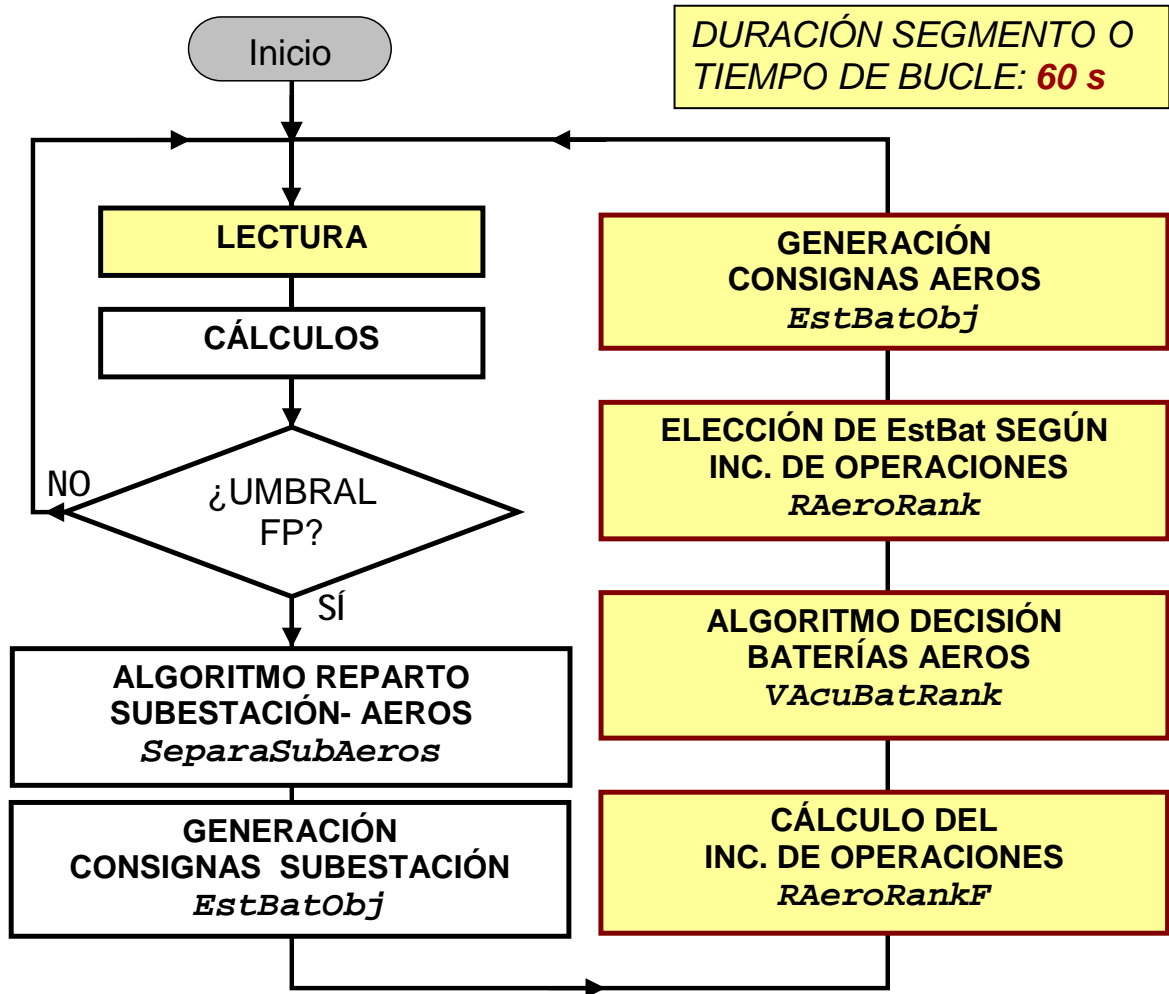 Inicio
DURACIÓN SEGMENTO O
TIEMPO DE BUCLE: 60 s
LECTURA
CÁLCULOS
¿UMBRAL
FP?
NO
SÍ
ALGORITMO REPARTO
SUBESTACIÓN- AEROS
SeparaSubAeros
GENERACIÓN
CONSIGNAS SUBESTACIÓN
EstBatObj
GENERACIÓN
CONSIGNAS AEROS
EstBatObj
ELECCIÓN DE EstBat SEGÚN
INC. DE OPERACIONES
RAeroRank
ALGORITMO DECISIÓN
BATERÍAS AEROS
VAcuBatRank
CÁLCULO DEL
INC. DE OPERACIONES
RAeroRankF